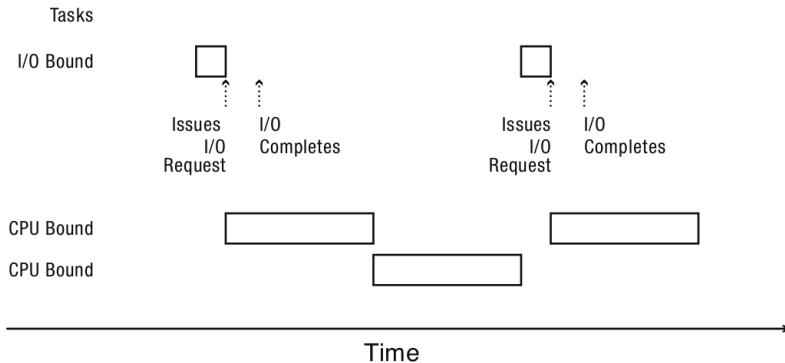 Tasks
I/O Bound
Issues
I/O
Request
I/O
Completes
Issues
I/O
Request
I/O
Completes
CPU Bound
CPU Bound
Time